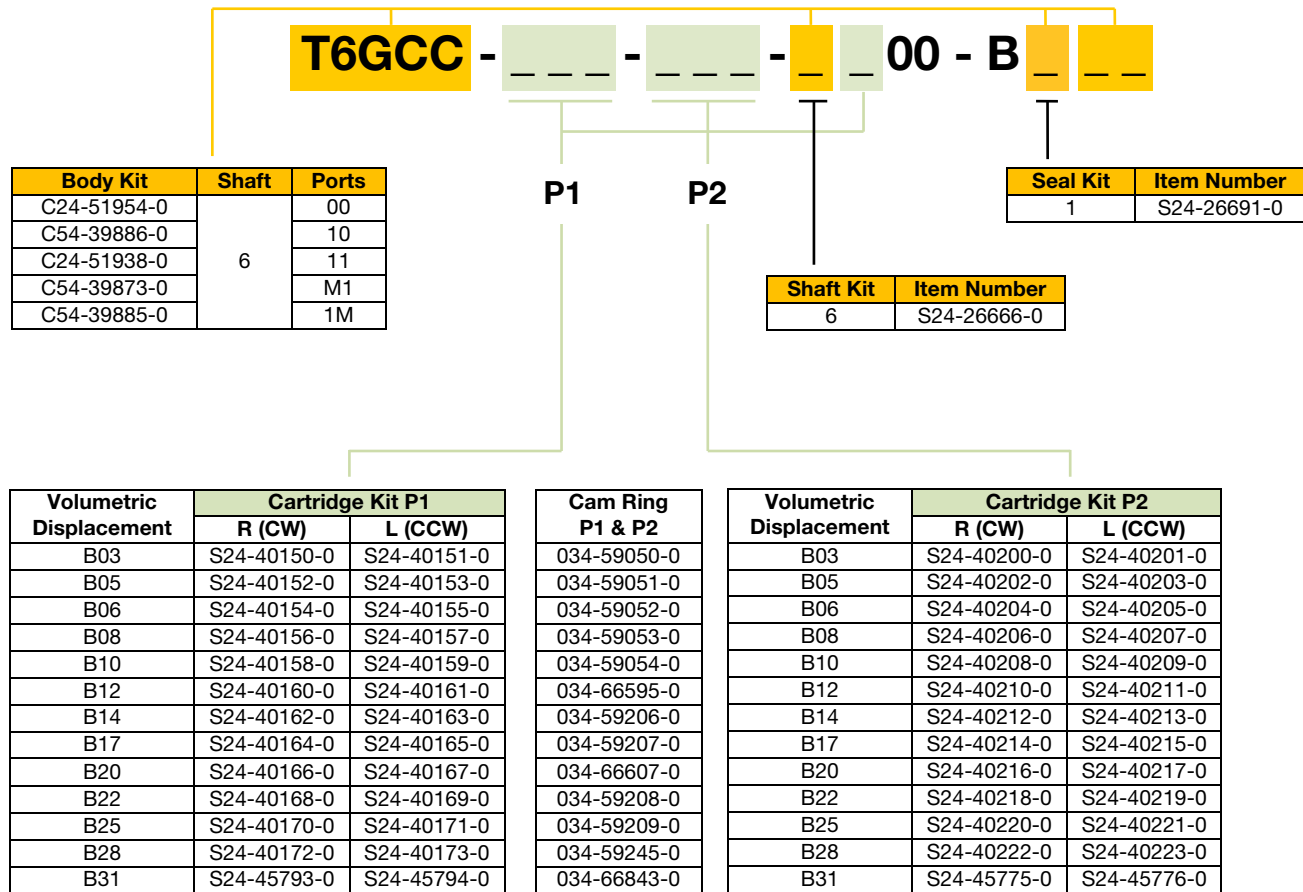 T6GCC - _ _ _ - _ _ _ - _ _ 00 - B _ _ _
Body Kit Shaft Ports
C24-51954-0 00
C54-39886-0 10
C24-51938-0 6 11
C54-39873-0 M1
C54-39885-0 1M
P1
P2
Seal Kit Item Number
1 S24-26691-0
Shaft Kit Item Number
6 S24-26666-0
Volumetric Displacement Cartridge Kit P1
R (CW) L (CCW)
B03 S24-40150-0 S24-40151-0
B05 S24-40152-0 S24-40153-0
B06 S24-40154-0 S24-40155-0
B08 S24-40156-0 S24-40157-0
B10 S24-40158-0 S24-40159-0
B12 S24-40160-0 S24-40161-0
B14 S24-40162-0 S24-40163-0
B17 S24-40164-0 S24-40165-0
B20 S24-40166-0 S24-40167-0
B22 S24-40168-0 S24-40169-0
B25 S24-40170-0 S24-40171-0
B28 S24-40172-0 S24-40173-0
B31 S24-45793-0 S24-45794-0
Cam Ring
P1 & P2
034-59050-0
034-59051-0
034-59052-0
034-59053-0
034-59054-0
034-66595-0
034-59206-0
034-59207-0
034-66607-0
034-59208-0
034-59209-0
034-59245-0
034-66843-0
Volumetric Displacement Cartridge Kit P2
R (CW) L (CCW)
B03 S24-40200-0 S24-40201-0
B05 S24-40202-0 S24-40203-0
B06 S24-40204-0 S24-40205-0
B08 S24-40206-0 S24-40207-0
B10 S24-40208-0 S24-40209-0
B12 S24-40210-0 S24-40211-0
B14 S24-40212-0 S24-40213-0
B17 S24-40214-0 S24-40215-0
B20 S24-40216-0 S24-40217-0
B22 S24-40218-0 S24-40219-0
B25 S24-40220-0 S24-40221-0
B28 S24-40222-0 S24-40223-0
B31 S24-45775-0 S24-45776-0